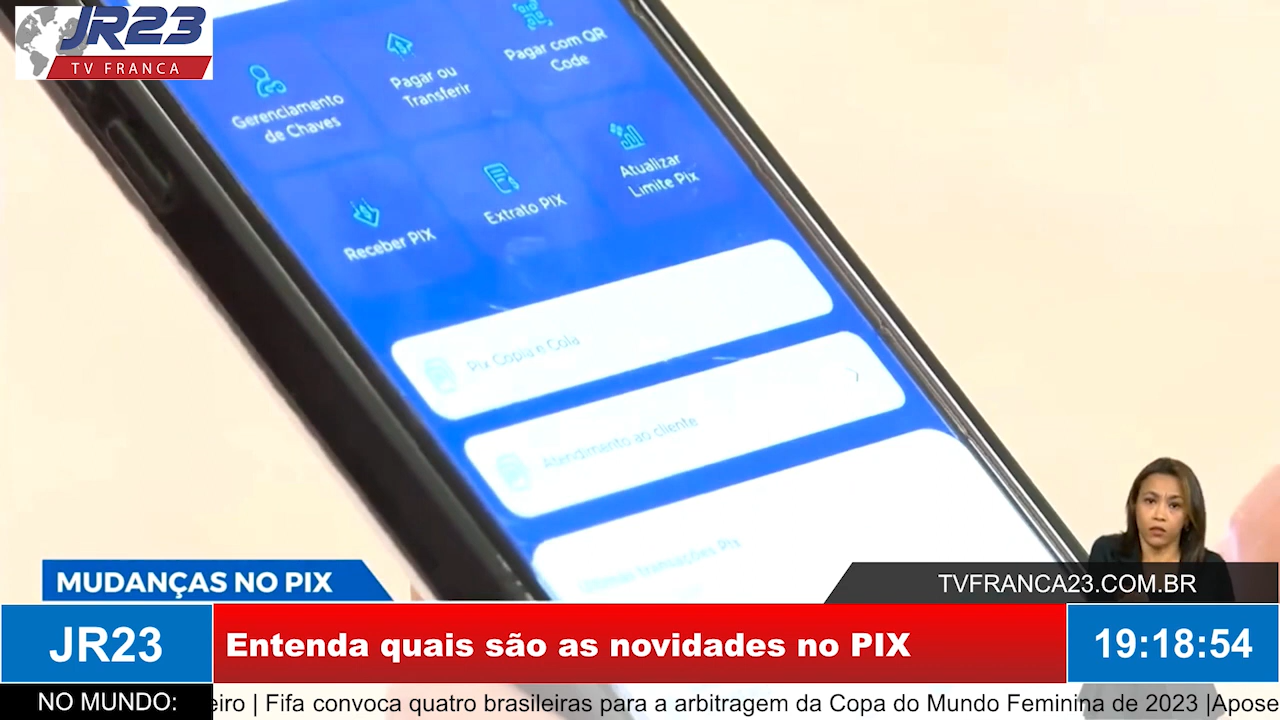 JR23
TV FRANCA
Pagar com QR
Code
Pagar ou
Transferir
Gerenciamento
de Chaves
Atualizar
Limite Pix
Extrato PIX
Receber PIX
Pix Copia e Cola
Atendimento ao cliente
transações Pix
MUDANÇAS NO PIX
TVFRANCA23.COM.BR
JR23
Entenda quais são as novidades no PIX
19:18:54
NO MUNDO:
eiro | Fifa convoca quatro brasileiras para a arbitragem da Copa do Mundo Feminina de 2023 |Apose